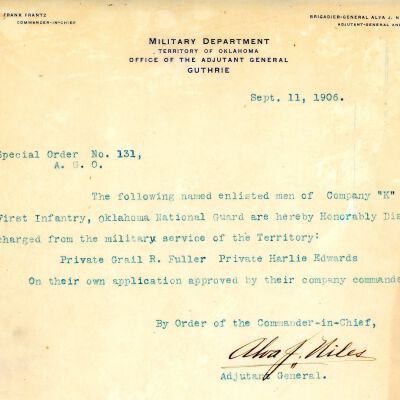 FRANK FRANTZ
COMMANDER-IN-CHIEF
BRIGADIER-GENERAL ALVA J. N
ADJUTANT-GENERAL AN
MILITARY DEPARTMENT
TERRITORY OF OKLAHOMA
OFFICE OF THE ADJUTANT GENERAL
GUTHRIE
Sept. 11, 1906.
Special Order No. 131,
A. G. O.
The following named enlisted men of Company "K"
First Infantry, Oklahoma National Guard are hereby Honorably Dis
charged from the military service of the Territory:
Private Grail R. Fuller Private Harlie Edwards
On their own application approved by their company commande
By Order of the Commander-in-Chief,
Alva J. Niles
Adjutant General.